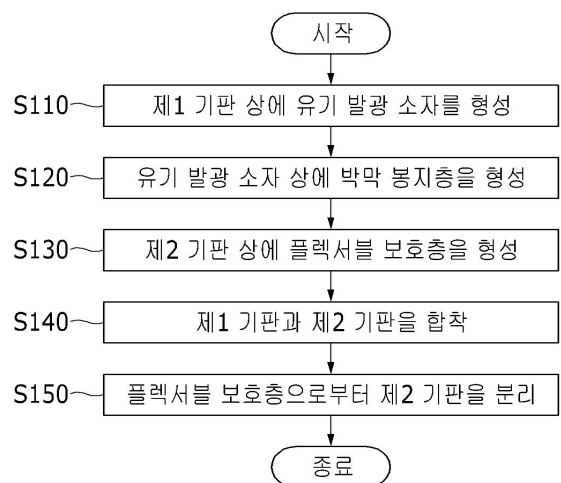 시작
S110 제1 기판 상에 유기 발광 소자를 형성
S120 유기 발광 소자 상에 박막 봉지층을 형성
S130 제2 기판 상에 플렉서블 보호층을 형성
S140 제1 기판과 제2 기판을 합착
S150 플렉서블 보호층으로부터 제2 기판을 분리
종료